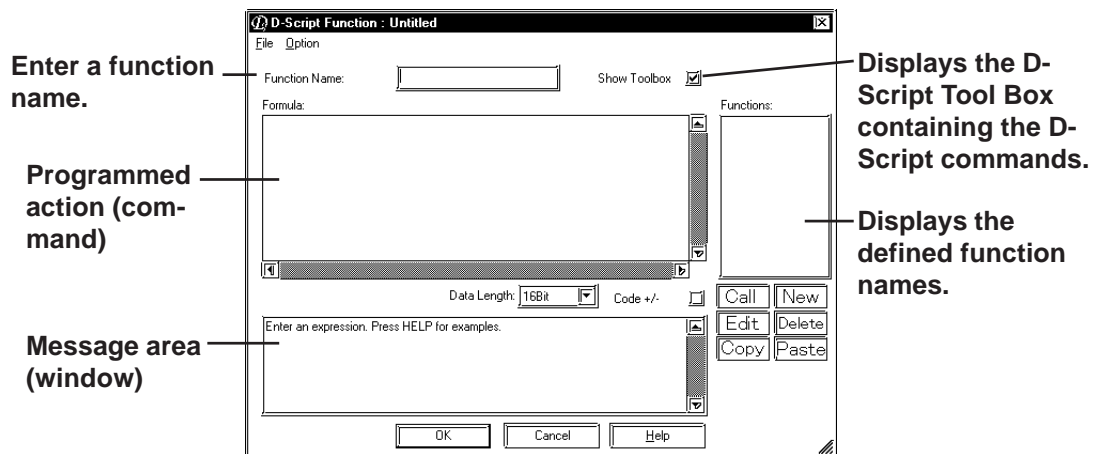 D-Script Function : Untitled
File Option
Enter a function
name.
Function Name:
Show Toolbox
Displays the D-
Script Tool Box
containing the D-
Script commands.
Formula:
Functions:
Programmed
action (com-
mand)
Displays the
defined function
names.
Data Length: 16Bit
Code +/-
Call New
Edit Delete
Copy Paste
Enter an expression. Press HELP for examples.
Message area
(window)
OK Cancel Help